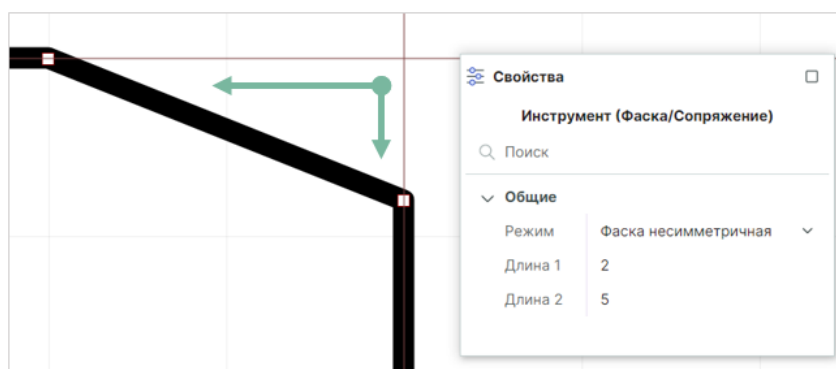 Свойства
Инструмент (Фаска/Сопряжение)
Поиск
Общие
Режим Фаска несимметричная
Длина 1 2
Длина 2 5